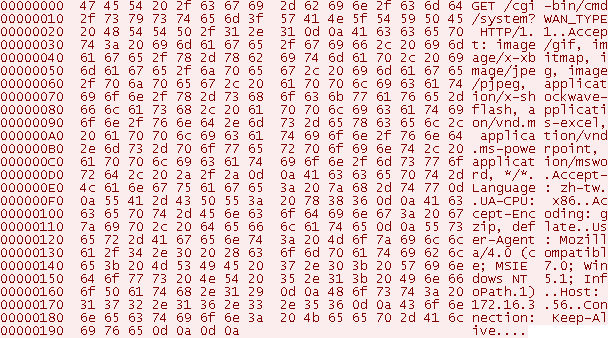 00000000 47 45 54 20 2f 63 67 69 2d 62 69 6e 2f 63 6d 64 GET /cgi -bin/cmd
00000010 2f 73 79 73 74 65 6d 3f 57 41 4e 5f 54 59 50 45 /system? WAN_TYPE
00000020 20 48 54 54 50 2f 31 2e 31 0d 0a 41 63 63 65 70 HTTP/1. 1..Accep
00000030 74 3a 20 69 6d 61 67 65 2f 67 69 66 2c 20 69 6d t: image /gif, im
00000040 61 67 65 2f 78 2d 78 62 69 74 6d 61 70 2c 20 69 age/x-xb itmap, i
00000050 6d 61 67 65 2f 6a 70 65 67 2c 20 69 6d 61 67 65 mage/jpe g, image
00000060 2f 70 6a 70 65 67 2c 20 61 70 70 6c 69 63 61 74 /pjpeg, applicat
00000070 69 6f 6e 2f 78 2d 73 68 6f 63 6b 77 61 76 65 2d ion/x-sh ockwave-
00000080 66 6c 61 73 68 2c 20 61 70 70 6c 69 63 61 74 69 flash, a pplicati
00000090 6f 6e 2f 76 6e 64 2e 6d 73 2d 65 78 63 65 6c 2c on/vnd.m s-excel,
000000A0 20 61 70 70 6c 69 63 61 74 69 6f 6e 2f 76 6e 64 applica tion/vnd
000000B0 2e 6d 73 2d 70 6f 77 65 72 70 6f 69 6e 74 2c 20 .ms-powe rpoint,
000000C0 61 70 70 6c 69 63 61 74 69 6f 6e 2f 6d 73 77 6f applicat ion/mswo
000000D0 72 64 2c 20 2a 2f 2a 0d 0a 41 63 63 65 70 74 2d rd, */*. .Accept-
000000E0 4c 61 6e 67 75 61 67 65 3a 20 7a 68 2d 74 77 0d Language : zh-tw.
000000F0 0a 55 41 2d 43 50 55 3a 20 78 38 36 0d 0a 41 63 .UA-CPU: x86..Ac
00000100 63 65 70 74 2d 45 6e 63 6f 64 69 6e 67 3a 20 67 cept-Enc oding: g
00000110 7a 69 70 2c 20 64 65 66 6c 61 74 65 0d 0a 55 73 zip, def late..Us
00000120 65 72 2d 41 67 65 6e 74 3a 20 4d 6f 7a 69 6c 6c er-Agent : Mozill
00000130 61 2f 34 2e 30 20 28 63 6f 6d 70 61 74 69 62 6c a/4.0 (c ompatibl
00000140 65 3b 20 4d 53 49 45 20 37 2e 30 3b 20 57 69 6e e; MSIE 7.0; Win
00000150 64 6f 77 73 20 4e 54 20 35 2e 31 3b 20 49 6e 66 dows NT 5.1; Inf
00000160 6f 50 61 74 68 2e 31 29 0d 0a 48 6f 73 74 3a 20 oPath.1) ..Host:
00000170 31 37 32 2e 31 36 2e 33 2e 35 36 0d 0a 43 6f 6e 172.16.3 .56..Con
00000180 6e 65 63 74 69 6f 6e 3a 20 4b 65 65 70 2d 41 6c nection: Keep-Al
00000190 69 76 65 0d 0a 0d 0a ive....